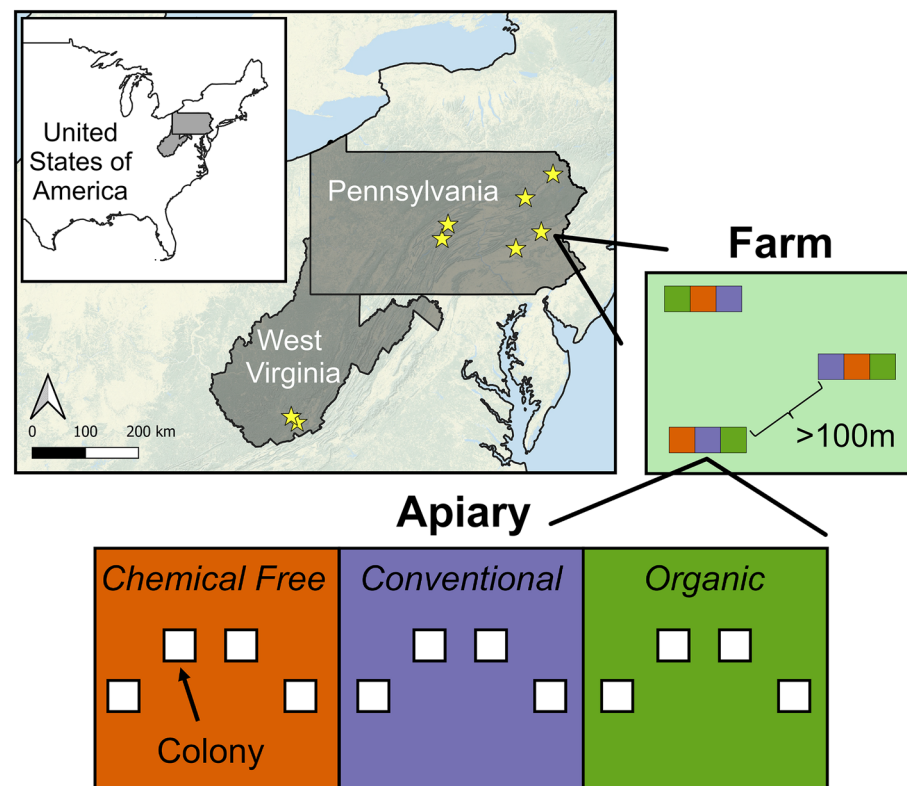 United
States of
America
Pennsylvania
West
Virginia
0 100 200 km
Farm
>100m
Apiary
Chemical Free Conventional Organic
Colony